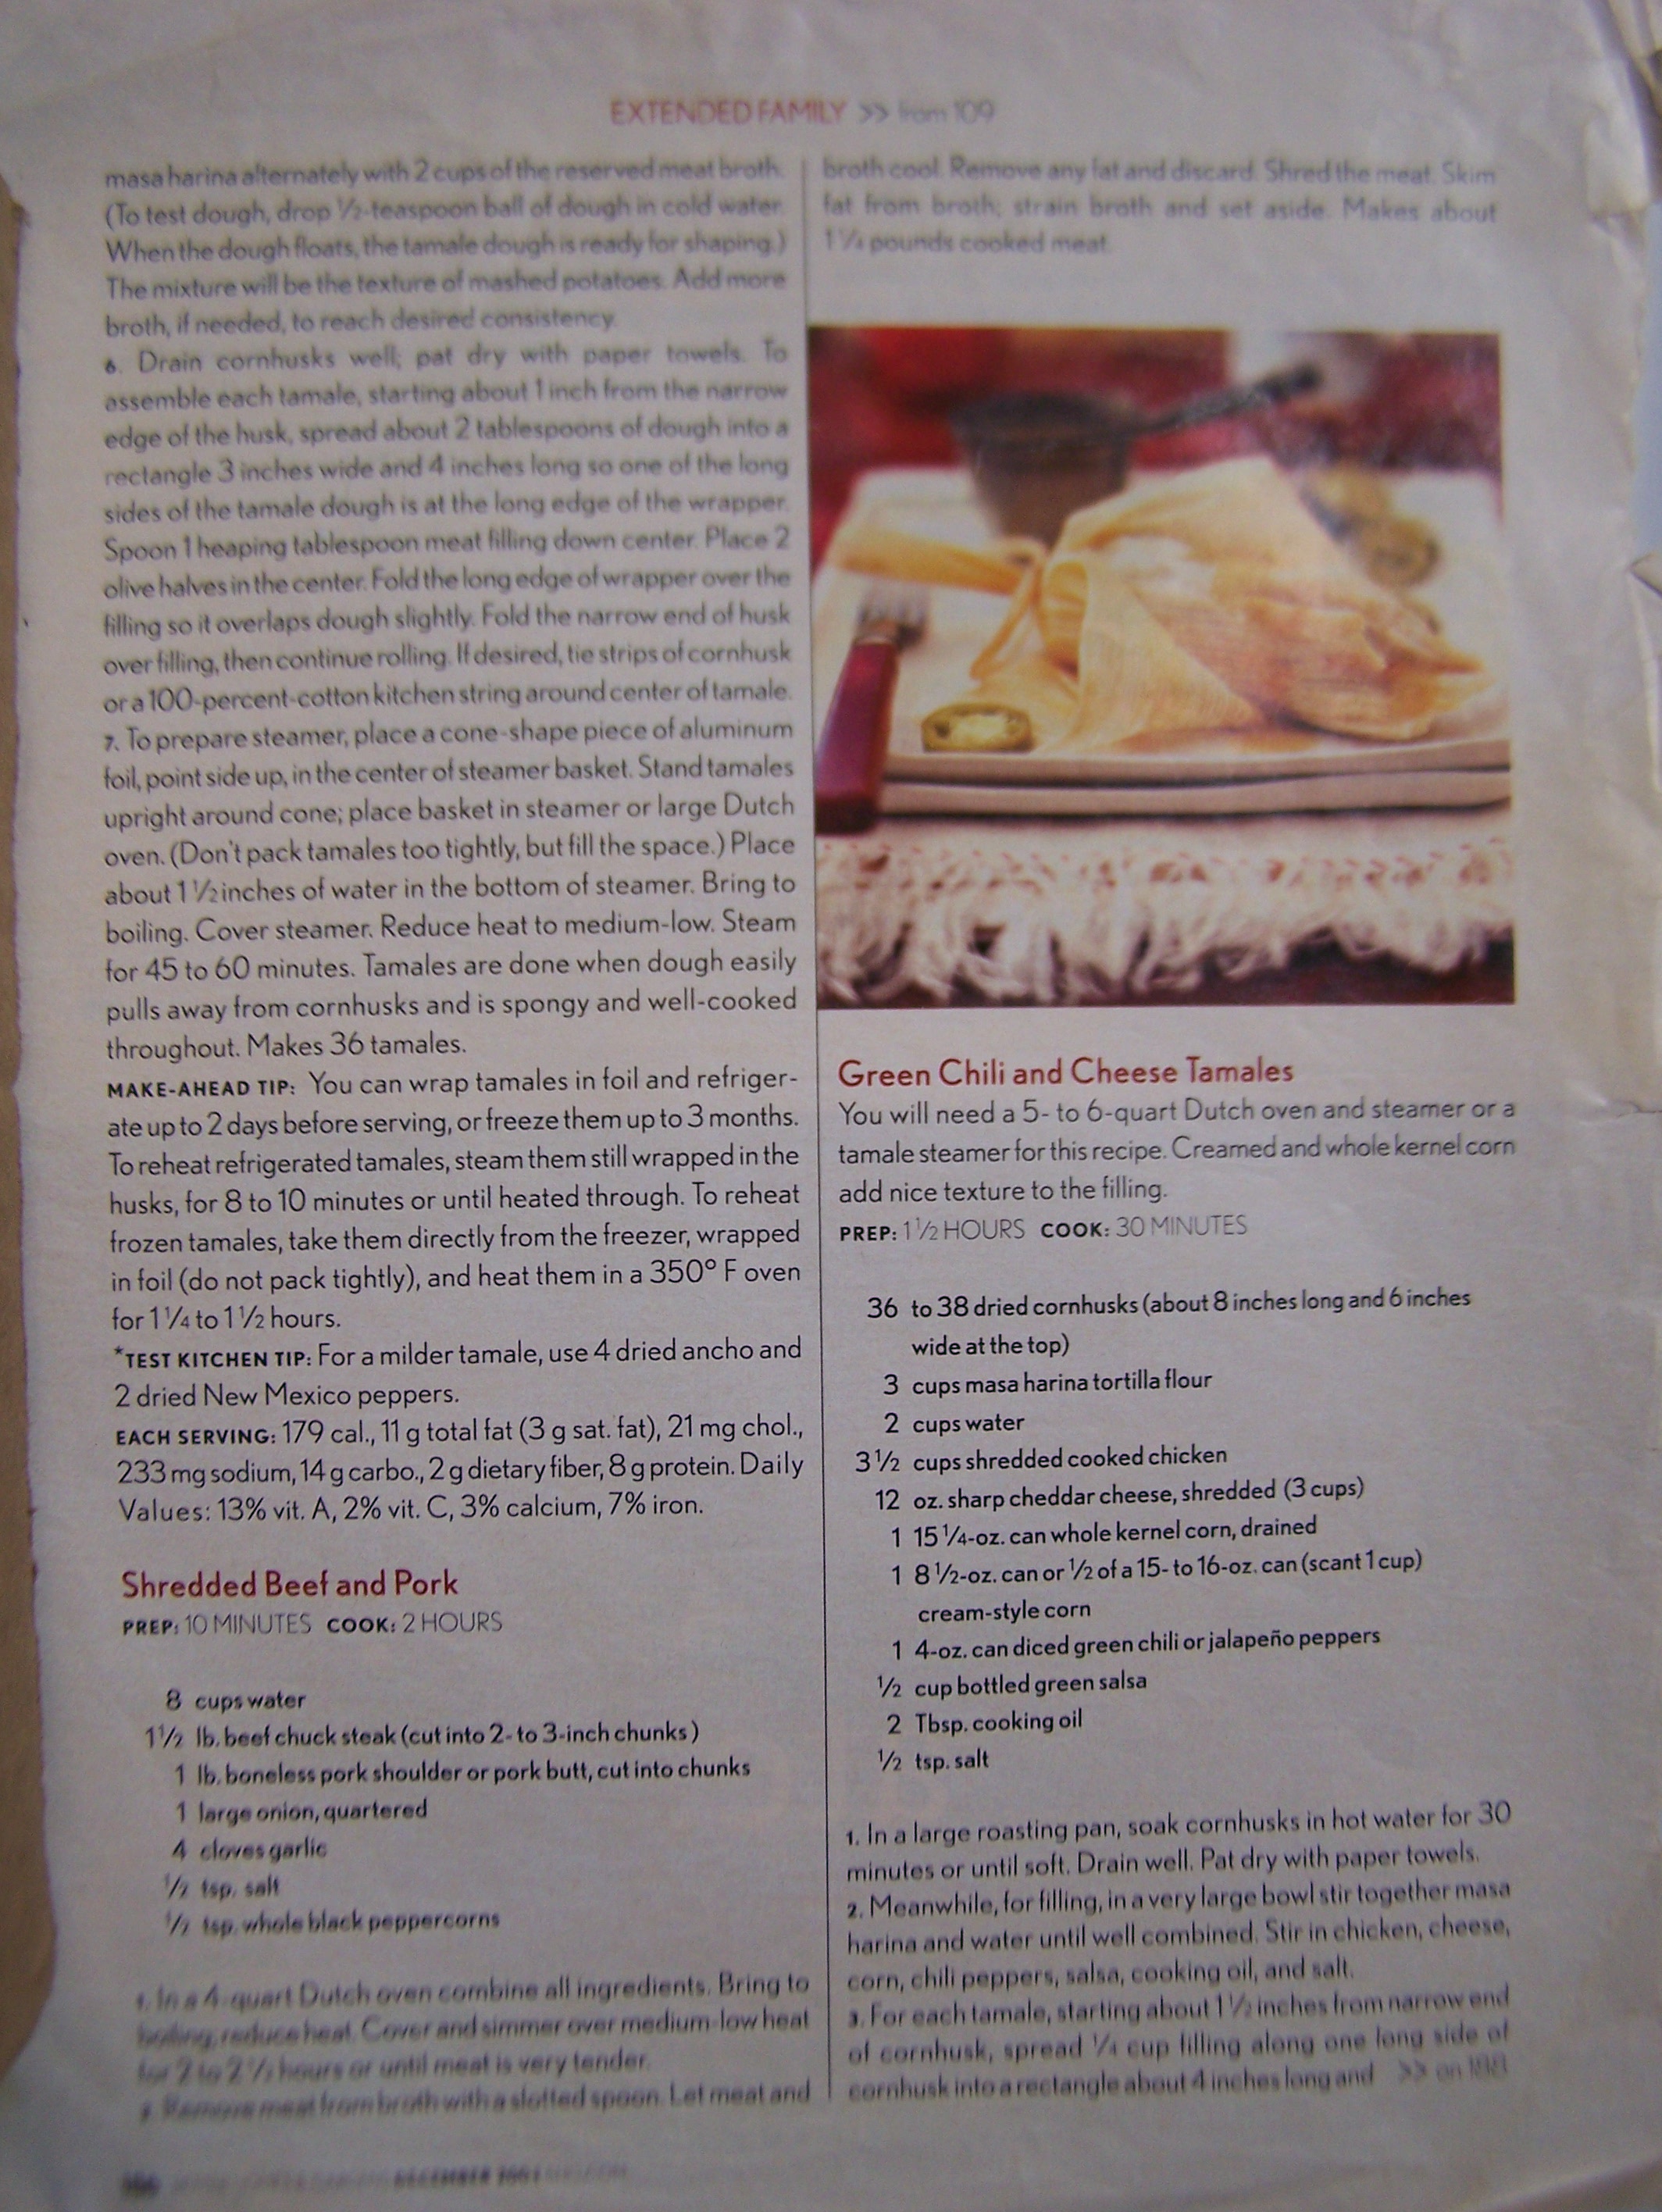 EXTENDED FAMILY >> from 109
masa harina alternately with 2 cups of the reserved meat broth.
(To test dough, drop ½-teaspoon ball of dough in cold water.
When the dough floats, the tamale dough is ready for shaping.)
The mixture will be the texture of mashed potatoes. Add more
broth, if needed, to reach desired consistency.
6. Drain cornhusks well; pat dry with paper towels. To
assemble each tamale, starting about 1 inch from the narrow
edge of the husk, spread about 2 tablespoons of dough into a
rectangle 3 inches wide and 4 inches long so one of the long
sides of the tamale dough is at the long edge of the wrapper.
Spoon 1 heaping tablespoon meat filling down center. Place 2
olive halves in the center. Fold the long edge of wrapper over the
filling so it overlaps dough slightly. Fold the narrow end of husk
over filling, then continue rolling. If desired, tie strips of cornhusk
or a 100-percent-cotton kitchen string around center of tamale.
7. To prepare steamer, place a cone-shape piece of aluminum
foil, point side up, in the center of steamer basket. Stand tamales
upright around cone; place basket in steamer or large Dutch
oven. (Don't pack tamales too tightly, but fill the space.) Place
about 1 ½ inches of water in the bottom of steamer. Bring to
boiling. Cover steamer. Reduce heat to medium-low. Steam
for 45 to 60 minutes. Tamales are done when dough easily
pulls away from cornhusks and is spongy and well-cooked
throughout. Makes 36 tamales.
MAKE-AHEAD TIP: You can wrap tamales in foil and refriger-
ate up to 2 days before serving, or freeze them up to 3 months.
To reheat refrigerated tamales, steam them still wrapped in the
husks, for 8 to 10 minutes or until heated through. To reheat
frozen tamales, take them directly from the freezer, wrapped
in foil (do not pack tightly), and heat them in a 350° F oven
for 1 ¼ to 1 ½ hours.
*TEST KITCHEN TIP: For a milder tamale, use 4 dried ancho and
2 dried New Mexico peppers.
EACH SERVING: 179 cal., 11 g total fat (3 g sat. fat), 21 mg chol.,
233 mg sodium, 14 g carbo., 2 g dietary fiber, 8 g protein. Daily
Values: 13% vit. A, 2% vit. C, 3% calcium, 7% iron.
Shredded Beef and Pork
PREP: 10 MINUTES COOK: 2 HOURS
8 cups water
1½ lb. beef chuck steak (cut into 2- to 3-inch chunks)
1 lb. boneless pork shoulder or pork butt, cut into chunks
1 large onion, quartered
4 cloves garlic
½ tsp. salt
½ tsp. whole black peppercorns
1. In a 4-quart Dutch oven combine all ingredients. Bring to
boiling; reduce heat. Cover and simmer over medium-low heat
for 2 to 2 ½ hours or until meat is very tender.
2. Remove meat from broth with a slotted spoon. Let meat and
broth cool. Remove any fat and discard. Shred the meat. Skim
fat from broth; strain broth and set aside. Makes about
1 ¼ pounds cooked meat.
Green Chili and Cheese Tamales
You will need a 5- to 6-quart Dutch oven and steamer or a
tamale steamer for this recipe. Creamed and whole kernel corn
add nice texture to the filling.
PREP: 1 ½ HOURS COOK: 30 MINUTES
36 to 38 dried cornhusks (about 8 inches long and 6 inches
wide at the top)
3 cups masa harina tortilla flour
2 cups water
3 ½ cups shredded cooked chicken
12 oz. sharp cheddar cheese, shredded (3 cups)
1 15 ¼-oz. can whole kernel corn, drained
1 8 ½-oz. can or ½ of a 15- to 16-oz. can (scant 1 cup)
cream-style corn
1 4-oz. can diced green chili or jalapeño peppers
½ cup bottled green salsa
2 Tbsp. cooking oil
½ tsp. salt
1. In a large roasting pan, soak cornhusks in hot water for 30
minutes or until soft. Drain well. Pat dry with paper towels.
2. Meanwhile, for filling, in a very large bowl stir together masa
harina and water until well combined. Stir in chicken, cheese,
corn, chili peppers, salsa, cooking oil, and salt.
3. For each tamale, starting about 1 ½ inches from narrow end
of cornhusk, spread ¼ cup filling along one long side of
cornhusk into a rectangle about 4 inches long and >> on 188
DECEMBER